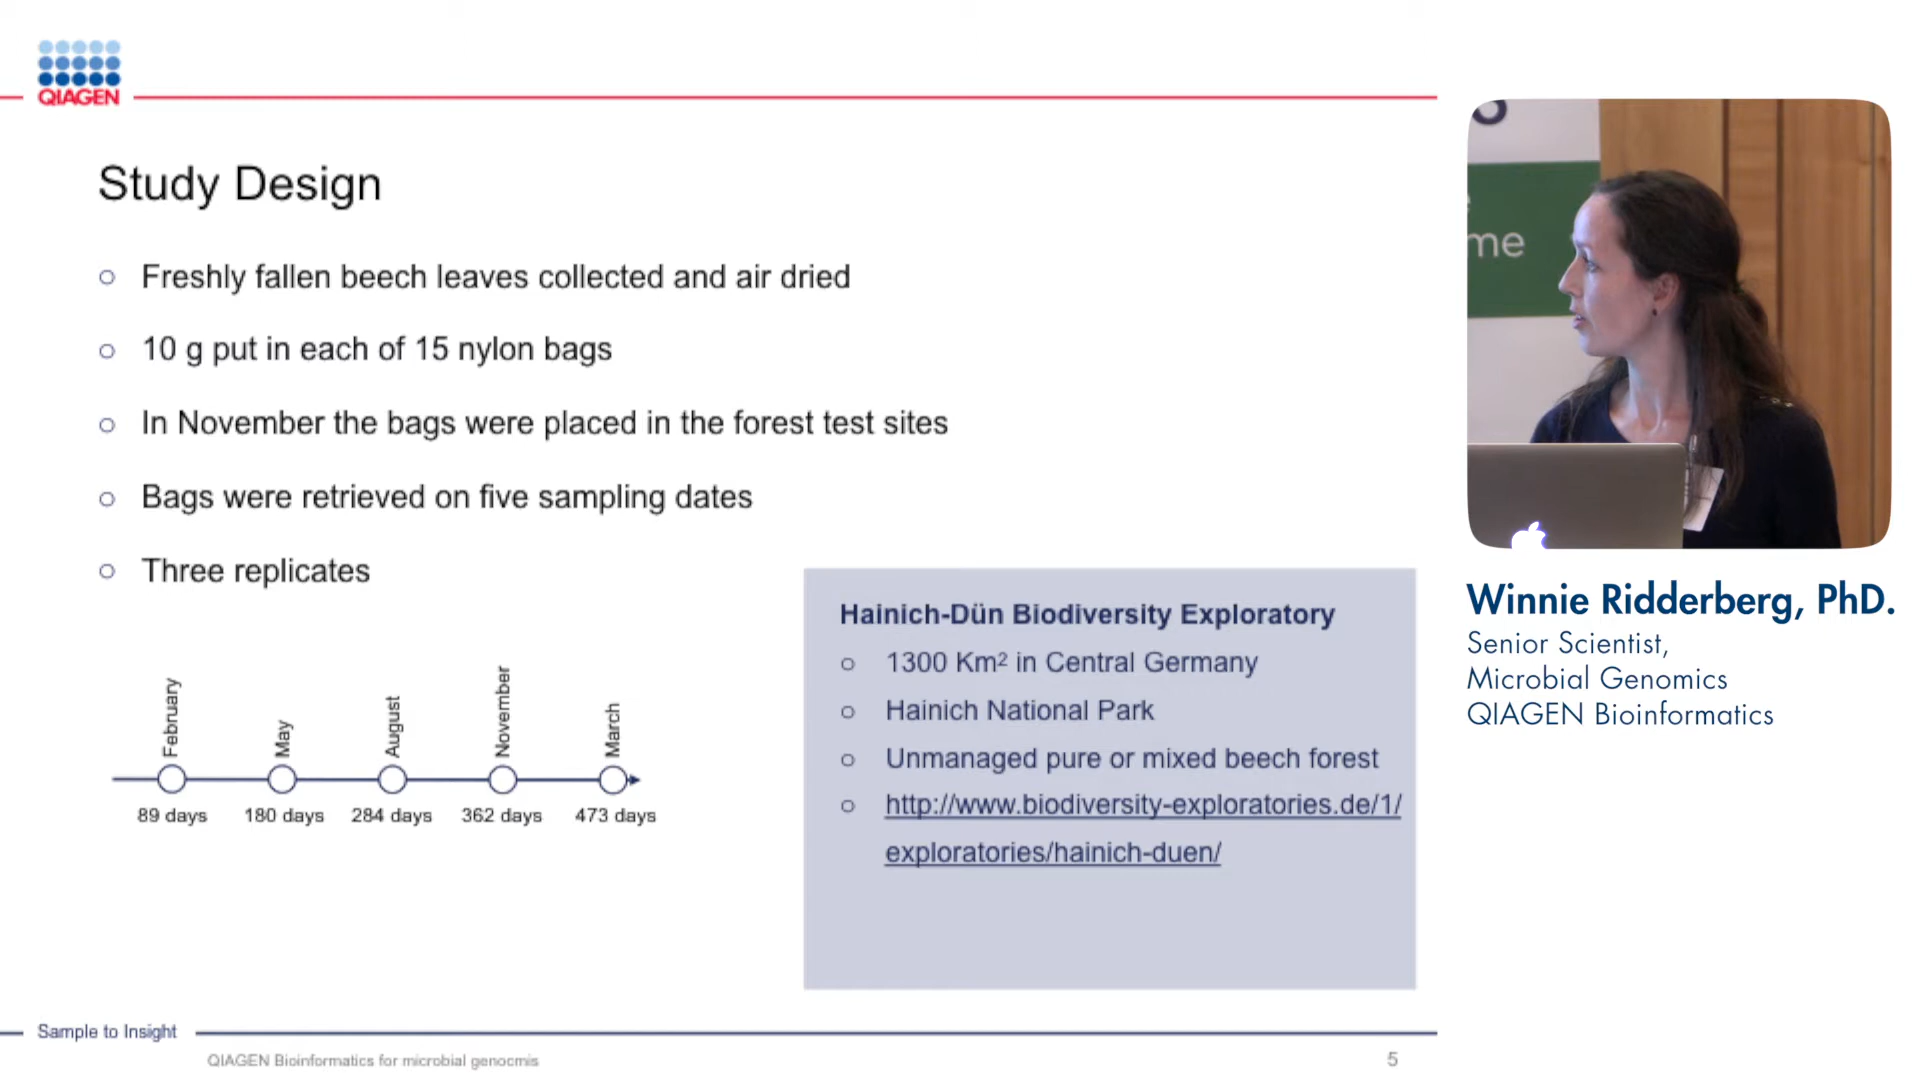 QIAGEN
Study Design
Freshly fallen beech leaves collected and air dried
10 g put in each of 15 nylon bags
In November the bags were placed in the forest test sites
Bags were retrieved on five sampling dates
Three replicates
February
May
August
November
March
89 days
180 days
284 days
362 days
473 days
Hainich-Dün Biodiversity Exploratory
1300 Km² in Central Germany
Hainich National Park
Unmanaged pure or mixed beech forest
http://www.biodiversity-exploratories.de/1/
exploratories/hainich-duen/
Sample to Insight
QIAGEN Bioinformatics for microbial genocmis
5
me
Winnie Ridderberg, PhD.
Senior Scientist,
Microbial Genomics
QIAGEN Bioinformatics